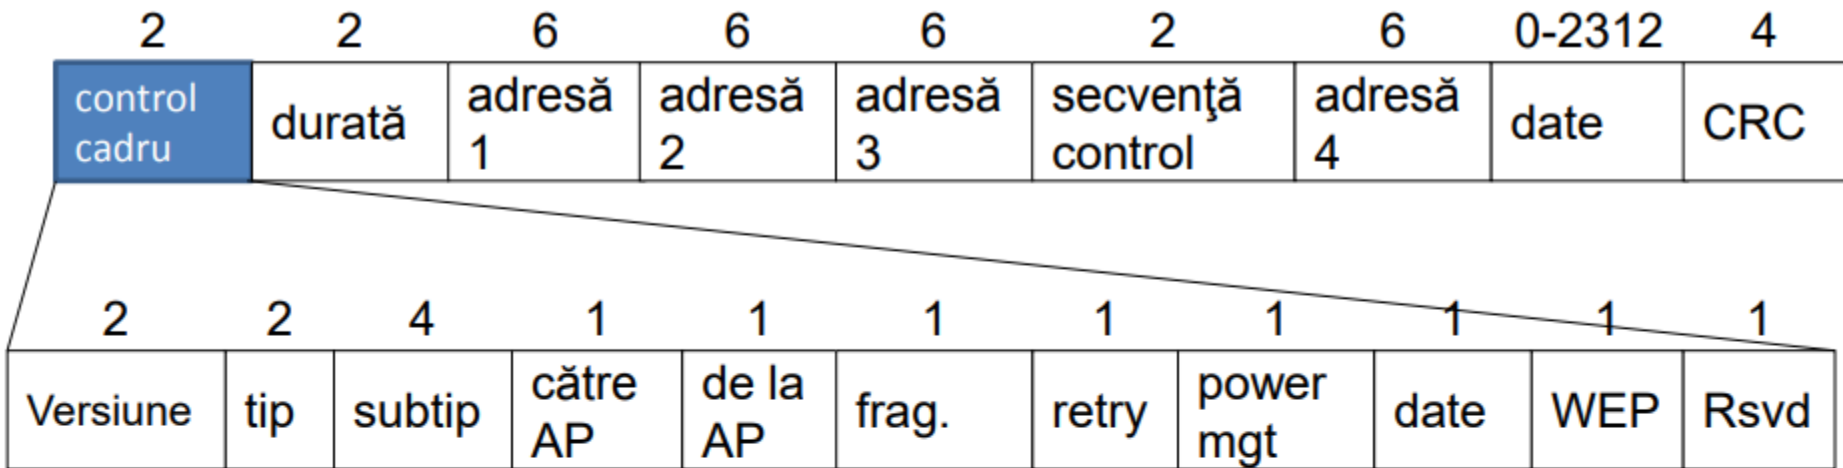 2 2 6 6 6 2 6 0-2312 4
control adresă adresă adresă secvenţă adresă
cadru durată 1 2 3 control 4 date CRC
2 2 4 1 1 1 1 1 1 1 1
către de la power
Versiune tip subtip AP AP frag. retry mgt date WEP Rsvd